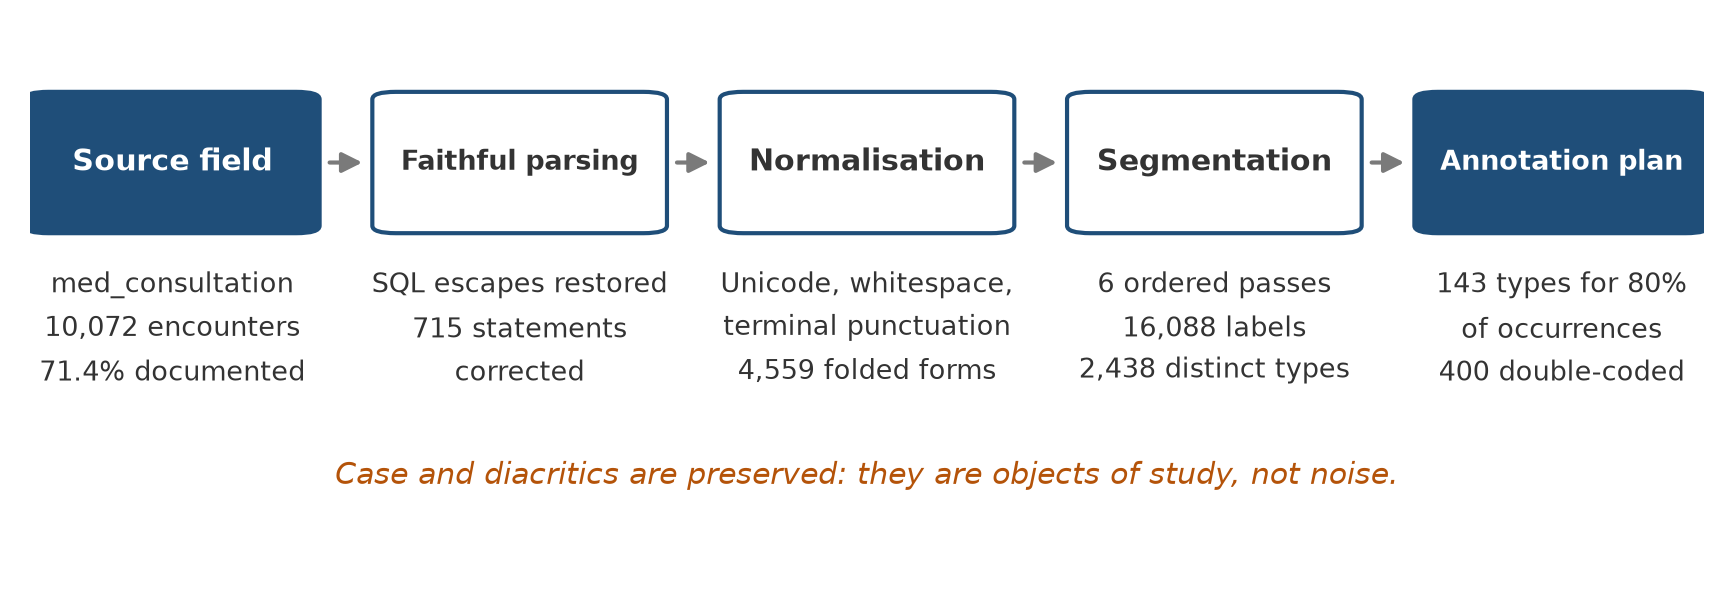 Source field
med_consultation
10,072 encounters
71.4% documented
Faithful parsing
SQL escapes restored
715 statements
corrected
Normalisation
Unicode, whitespace,
terminal punctuation
4,559 folded forms
Segmentation
6 ordered passes
16,088 labels
2,438 distinct types
Annotation plan
143 types for 80%
of occurrences
400 double-coded
Case and diacritics are preserved: they are objects of study, not noise.